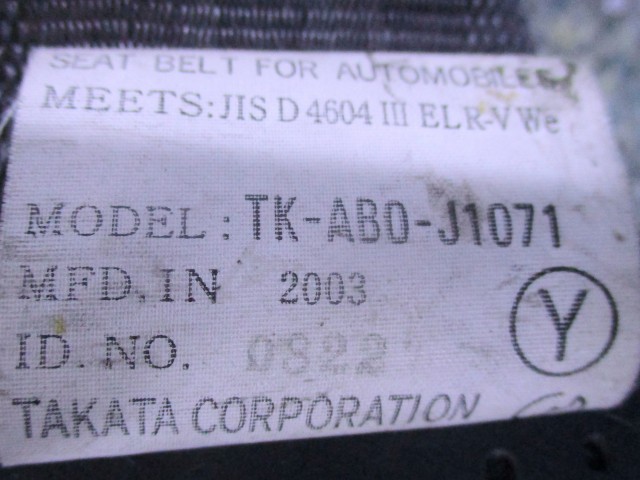 SEAT BELT FOR AUTOMOBILES
MEETS:JIS D 4604 III ELR-V We
MODEL: TK-AB0-J1071
MFD. IN 2003
Y
ID. NO. 0822
TAKATA CORPORATION